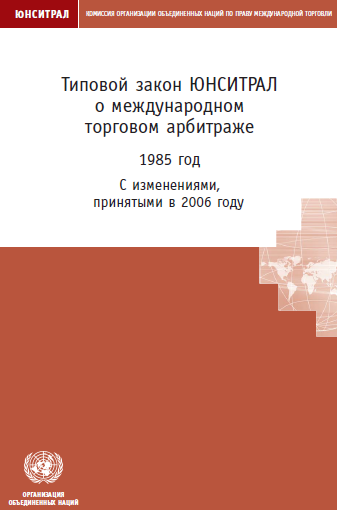 ЮНСИТРАЛ
КОМИССИЯ ОРГАНИЗАЦИИ ОБЪЕДИНЕННЫХ НАЦИЙ ПО ПРАВУ МЕЖДУНАРОДНОЙ ТОРГОВЛИ
Типовой закон ЮНСИТРАЛ
о международном
торговом арбитраже
1985 год
С изменениями,
принятыми в 2006 году
ОРГАНИЗАЦИЯ
ОБЪЕДИНЕННЫХ НАЦИЙ